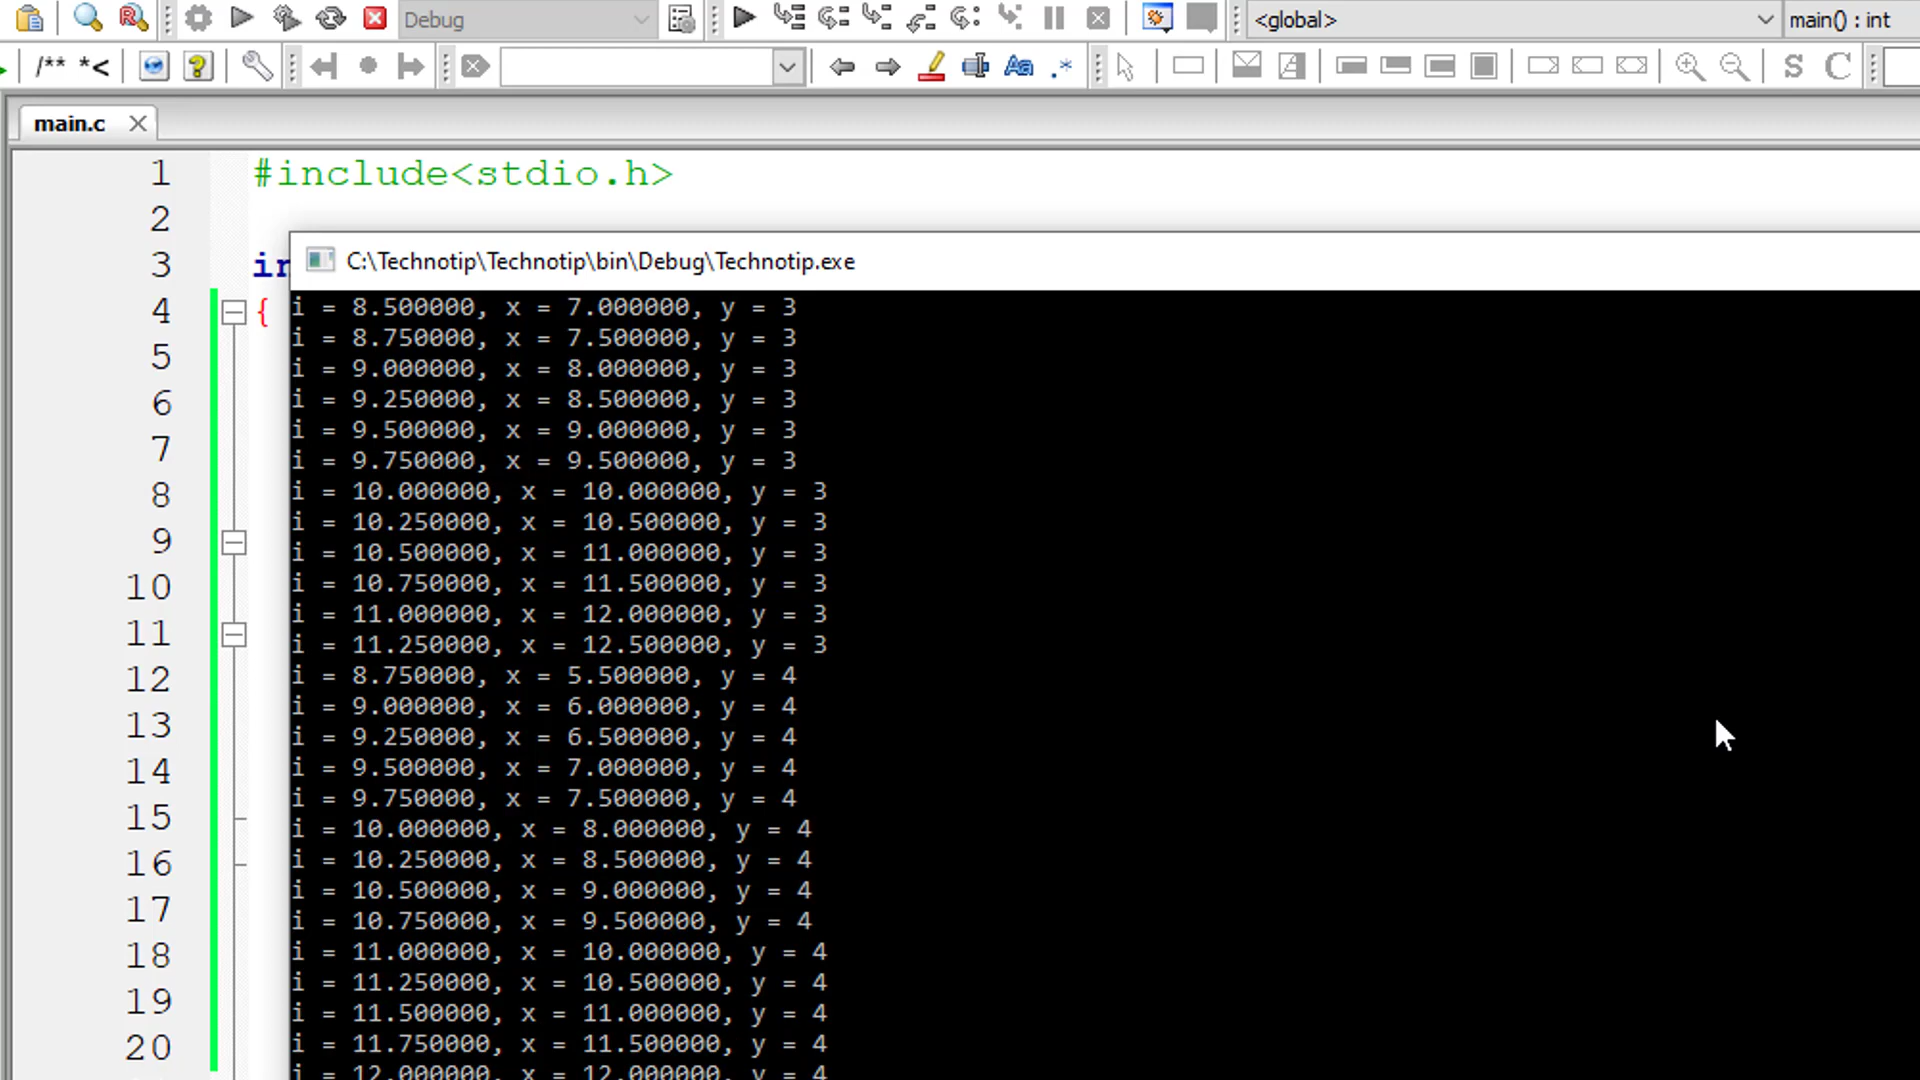 Debug
<global>
main() : int
/** *<
Aa
.*
S C
main.c
1 #include<stdio.h>
2
3
C:\Technotip\Technotip\bin\Debug\Technotip.exe
4 {
i = 8.500000, x = 7.000000, y = 3
i = 8.750000, x = 7.500000, y = 3
5
i = 9.000000, x = 8.000000, y = 3
6
i = 9.250000, x = 8.500000, y = 3
7
i = 9.500000, x = 9.000000, y = 3
i = 9.750000, x = 9.500000, y = 3
8
i = 10.000000, x = 10.000000, y = 3
9
i = 10.250000, x = 10.500000, y = 3
i = 10.500000, x = 11.000000, y = 3
10
i = 10.750000, x = 11.500000, y = 3
11
i = 11.000000, x = 12.000000, y = 3
i = 11.250000, x = 12.500000, y = 3
12
i = 8.750000, x = 5.500000, y = 4
13
i = 9.000000, x = 6.000000, y = 4
i = 9.250000, x = 6.500000, y = 4
14
i = 9.500000, x = 7.000000, y = 4
i = 9.750000, x = 7.500000, y = 4
15
i = 10.000000, x = 8.000000, y = 4
16
i = 10.250000, x = 8.500000, y = 4
17
i = 10.500000, x = 9.000000, y = 4
i = 10.750000, x = 9.500000, y = 4
18
i = 11.000000, x = 10.000000, y = 4
19
i = 11.250000, x = 10.500000, y = 4
i = 11.500000, x = 11.000000, y = 4
20
i = 11.750000, x = 11.500000, y = 4
i = 12.000000, x = 12.000000, y = 4